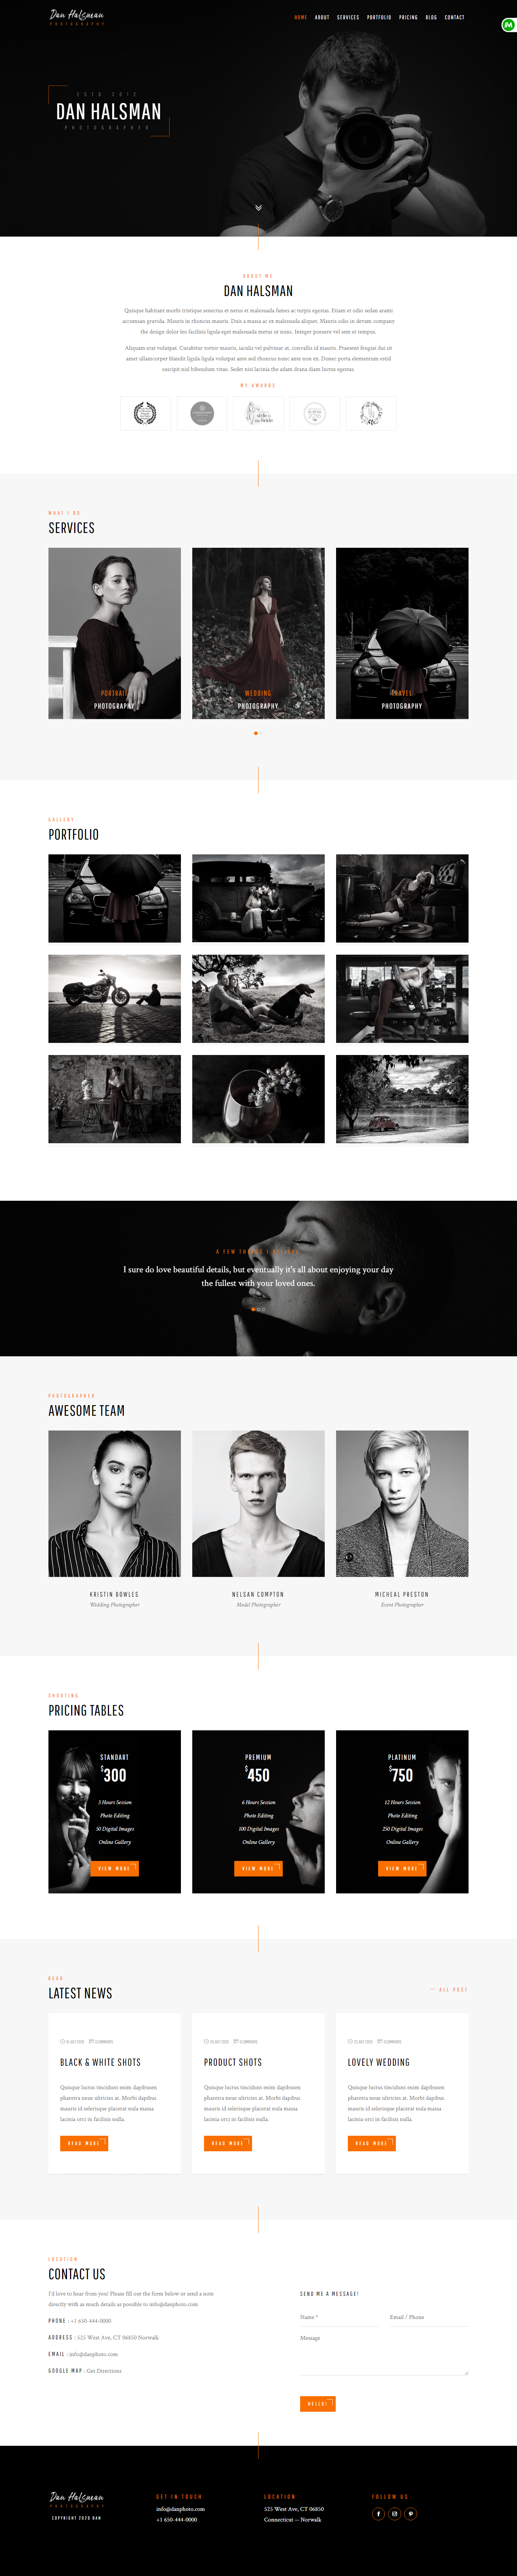 Dan Halsman
PHOTOGRAPHY
HOME ABOUT SERVICES PORTFOLIO PRICING BLOG CONTACT
ESTD 2012
DAN HALSMAN
PHOTOGRAPHER
ABOUT ME
DAN HALSMAN
Quisque habitant morbi tristique senectus et netus et malesuada fames ac turpis egestas. Etiam et odio sedan arami
accumsan gravida. Mauris in rhoncus mauris. Duis a massa ac ex malesuada aliquet. Mauris odio in devum company
the design dolor leo facilisis ligula eget malesuada metus ut nunc. Integer posuere vel sem et tempus.
Aliquam erat volutpat. Curabitur tortor mauris, iaculis vel pulvinar at, convallis id mauris. Praesent feugiat dui sit
amet ullamcorper blandit ligula ligula volutpat ante sed rhoncus nunc ante non est. Donec porta elementum estid
suscipit nisl bibendum vitae. Sedet nisi lacinia the adam drana diam luctus egestas.
MY AWARDS
WHAT I DO
SERVICES
PORTRAIT
PHOTOGRAPHY
WEDDING
PHOTOGRAPHY
TRAVEL
PHOTOGRAPHY
GALLERY
PORTFOLIO
I sure do love beautiful details, but eventually it's all about enjoying your day
the fullest with your loved ones.
PHOTOGRAPHER
AWESOME TEAM
KRISTIN BOWLES
Wedding Photographer
NELSAN COMPTON
Model Photographer
MICHEAL PRESTON
Event Photographer
SHOOTING
PRICING TABLES
STANDART
$300
3 Hours Session
Photo Editing
50 Digital Images
Online Gallery
VIEW MORE
PREMIUM
$450
6 Hours Session
Photo Editing
100 Digital Images
Online Gallery
VIEW MORE
PLATINUM
$750
12 Hours Session
Photo Editing
250 Digital Images
Online Gallery
VIEW MORE
READ
LATEST NEWS
ALL POST
BLACK & WHITE SHOTS
Quisque luctus tincidunt enim dapibusen
pharetra neue ultricies at. Morbi dapibus
mauris id selerisque placerat nula massa
lacinia orci in facilisis nulla.
READ MORE
PRODUCT SHOTS
Quisque luctus tincidunt enim dapibusen
pharetra neue ultricies at. Morbi dapibus
mauris id selerisque placerat nula massa
lacinia orci in facilisis nulla.
READ MORE
LOVELY WEDDING
Quisque luctus tincidunt enim dapibusen
pharetra neue ultricies at. Morbi dapibus
mauris id selerisque placerat nula massa
lacinia orci in facilisis nulla.
READ MORE
LOCATION
CONTACT US
I'd love to hear from you! Please fill out the form below or send a note
directly with as much details as possible to info@danphoto.com
PHONE : +1 650-444-0000
ADDRESS : 525 West Ave, CT 06850 Norwalk
EMAIL : info@danphoto.com
GOOGLE MAP : Get Directions
SEND ME A MESSAGE!
Name *
Email / Phone
Message
HELLO!
Dan Halsman
PHOTOGRAPHY
COPYRIGHT 2020 DAN
GET IN TOUCH
info@danphoto.com
+1 650-444-0000
LOCATION
525 West Ave, CT 06850
Connecticut — Norwalk
FOLLOW US